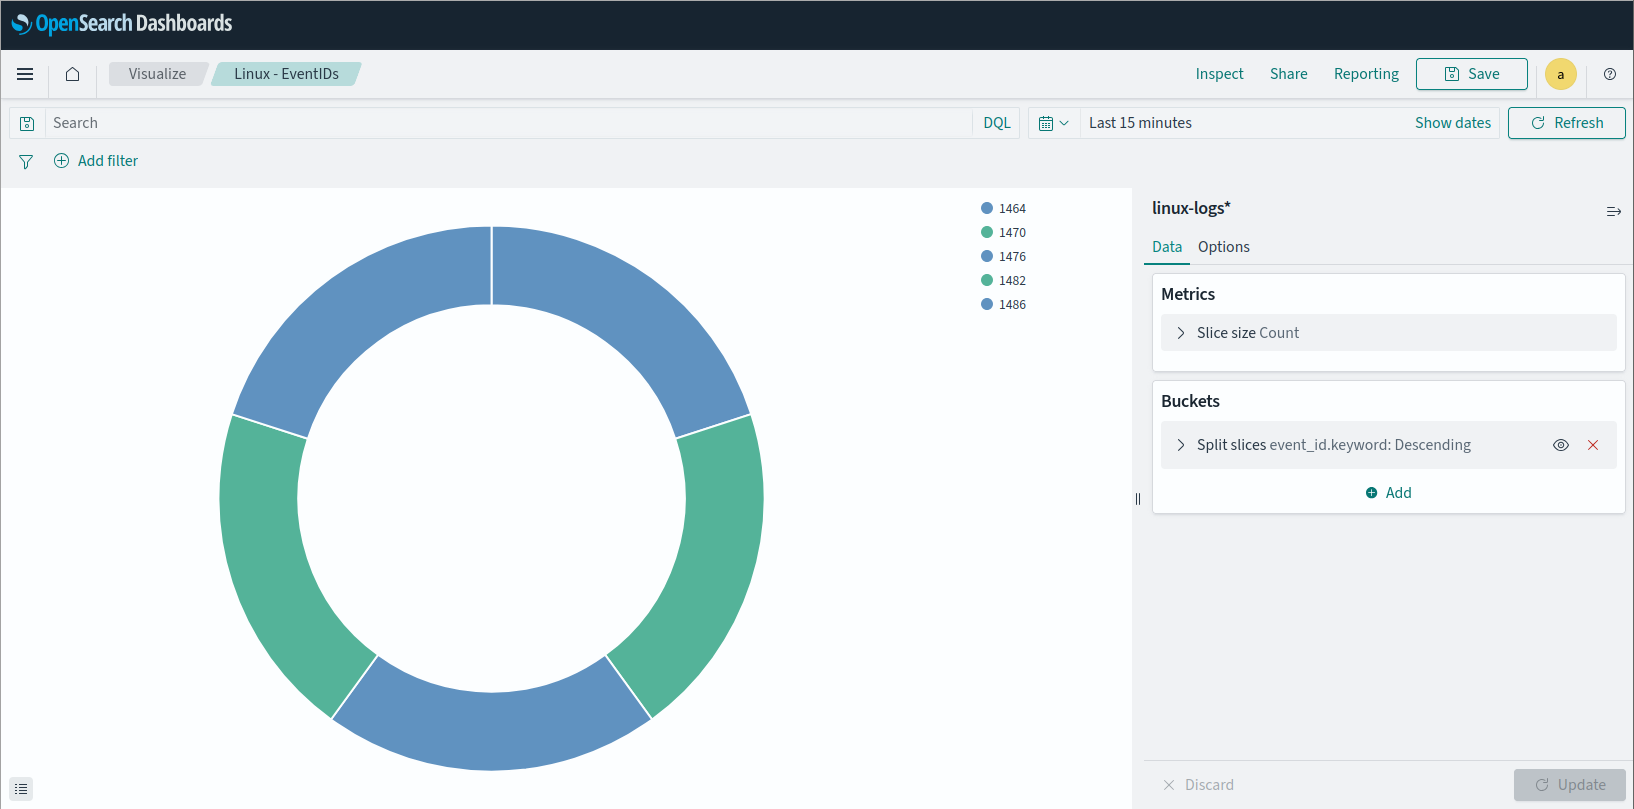 OpenSearch Dashboards
Visualize
Linux - EventIDs
Inspect
Share
Reporting
Save
a
Search
DQL
Last 15 minutes
Show dates
Refresh
Add filter
1464
1470
1476
1482
1486
linux-logs*
Data
Options
Metrics
Slice size Count
Buckets
Split slices event_id.keyword: Descending
Add
Discard
Update